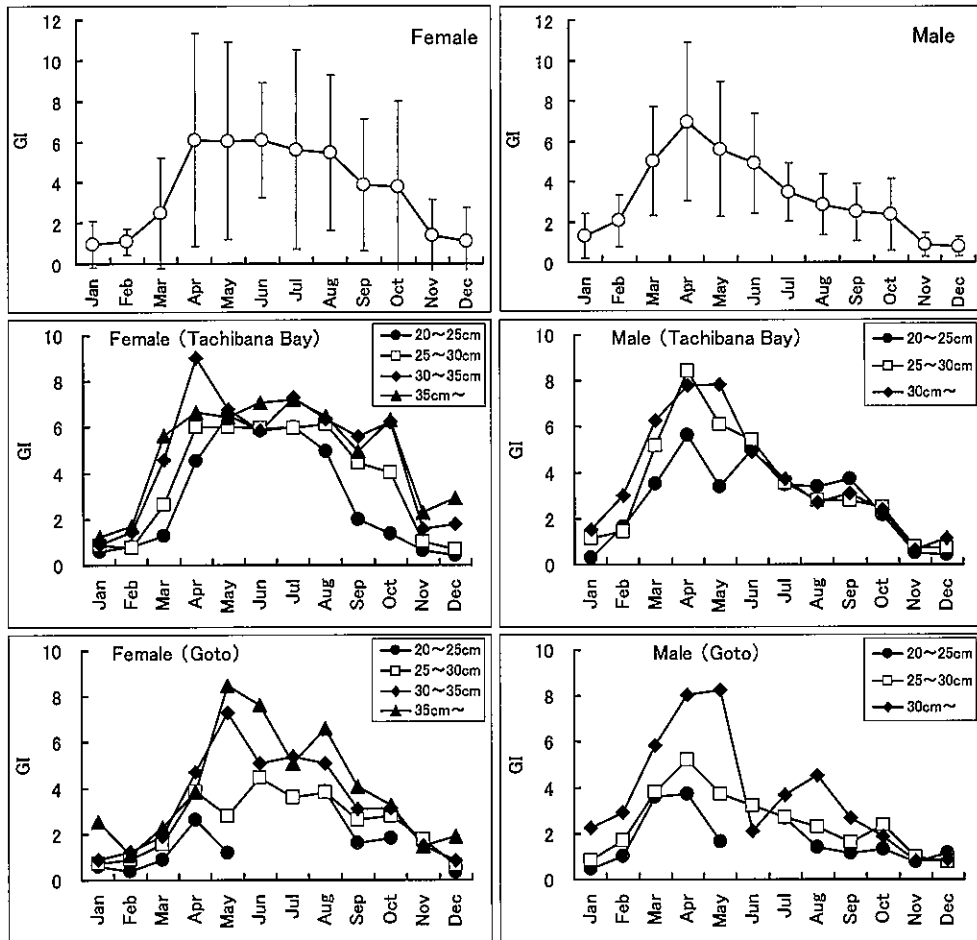 Female
GI
12
10
8
6
4
2
0
Jan Feb Mar Apr May Jun Jul Aug Sep Oct Nov Dec
Male
GI
12
10
8
6
4
2
0
Jan Feb Mar Apr May Jun Jul Aug Sep Oct Nov Dec
Female (Tachibana Bay)
20～25cm
25～30cm
30～35cm
35cm～
GI
10
8
6
4
2
0
Jan Feb Mar Apr May Jun Jul Aug Sep Oct Nov Dec
Male (Tachibana Bay)
20～25cm
25～30cm
30cm～
GI
10
8
6
4
2
0
Jan Feb Mar Apr May Jun Jul Aug Sep Oct Nov Dec
Female (Goto)
20～25cm
25～30cm
30～35cm
35cm～
GI
10
8
6
4
2
0
Jan Feb Mar Apr May Jun Jul Aug Sep Oct Nov Dec
Male (Goto)
20～25cm
25～30cm
30cm～
GI
10
8
6
4
2
0
Jan Feb Mar Apr May Jun Jul Aug Sep Oct Nov Dec